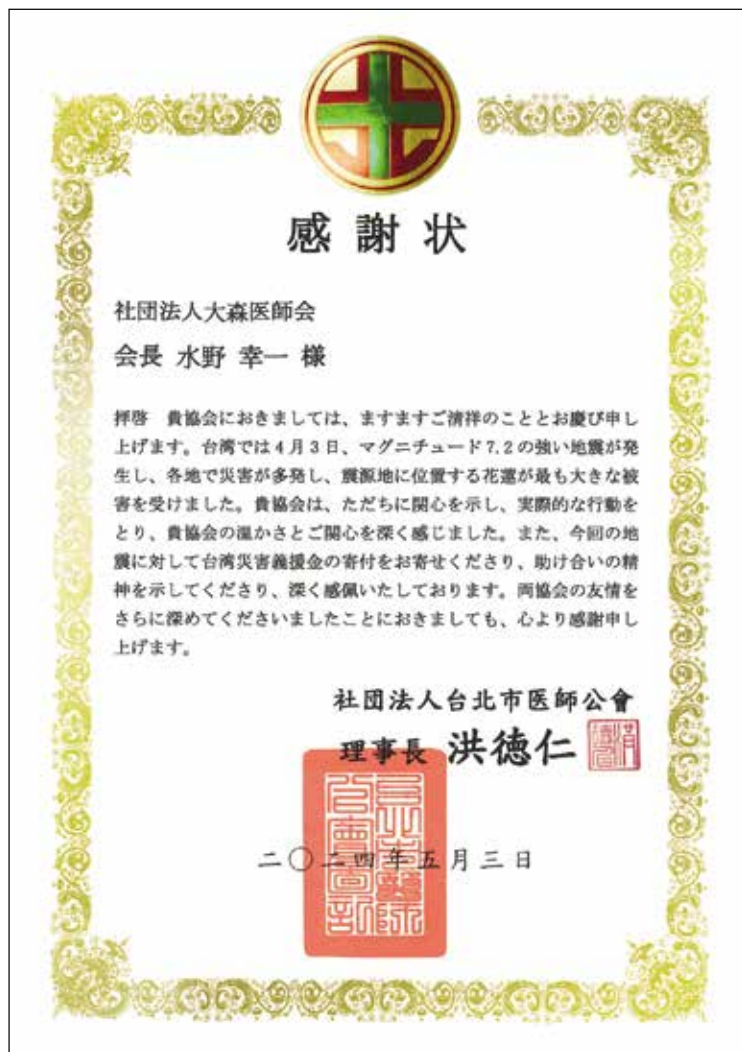 感謝状
社団法人大森医師会
会長 水野 幸一 様
拝啓　貴協会におきましては、ますますご清祥のこととお慶び申し
上げます。台湾では4月3日、マグニチュード7.2の強い地震が発
生し、各地で災害が多発し、震源地に位置する花蓮が最も大きな被
害を受けました。貴協会は、ただちに関心を示し、実際的な行動を
とり、貴協会の温かさとご関心を深く感じました。また、今回の地
震に対して台湾災害義援金の寄付をお寄せくださり、助け合いの精
神を示してくださり、深く感佩いたしております。両協会の友情を
さらに深めてくださいましたことにおきましても、心より感謝申し
上げます。
社団法人台北市医師公會
理事長 洪徳仁
二〇二四年五月三日